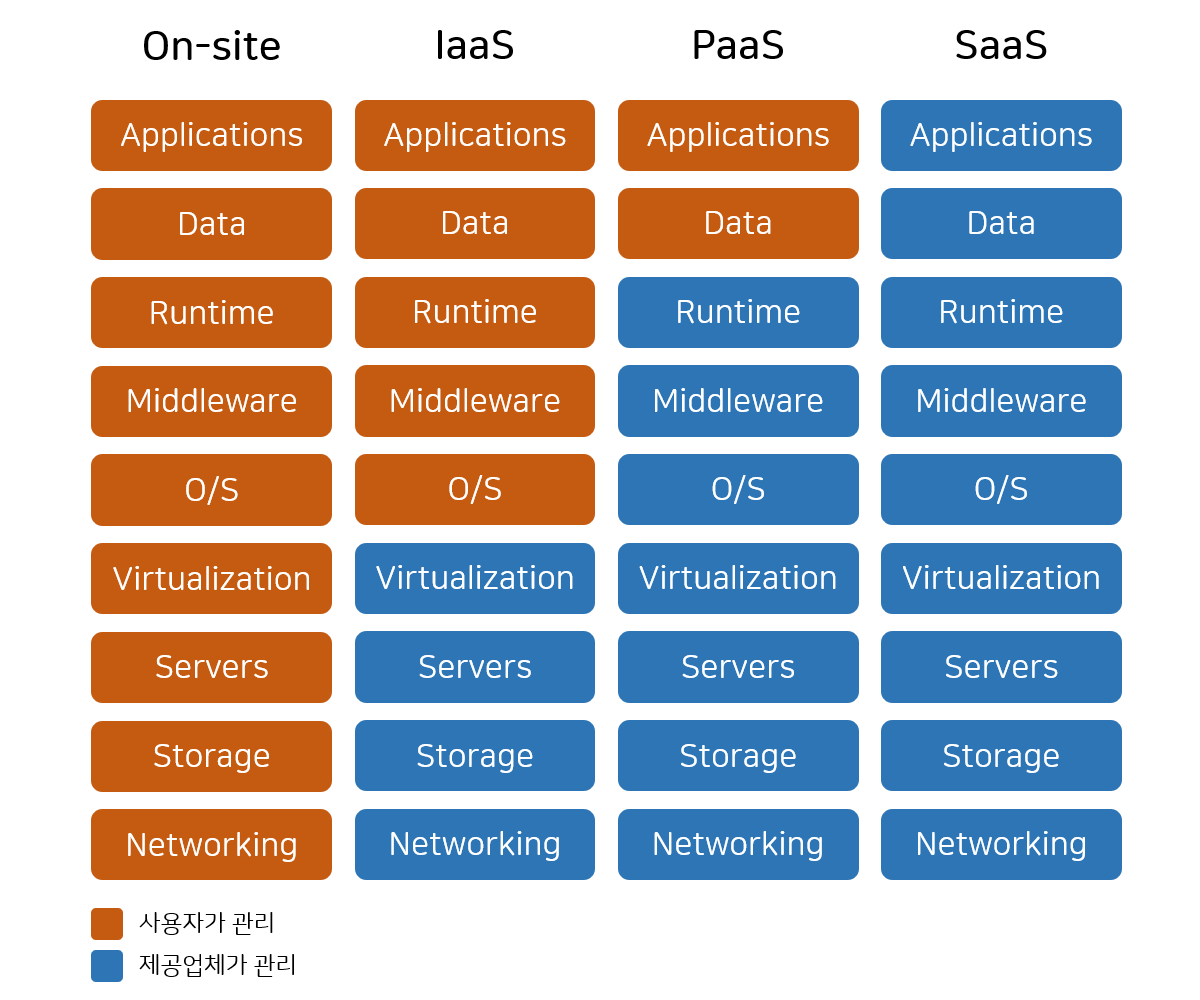 On-site IaaS PaaS SaaS
Applications Applications Applications Applications
Data Data Data Data
Runtime Runtime Runtime Runtime
Middleware Middleware Middleware Middleware
O/S O/S O/S O/S
Virtualization Virtualization Virtualization Virtualization
Servers Servers Servers Servers
Storage Storage Storage Storage
Networking Networking Networking Networking
사용자가 관리
제공업체가 관리